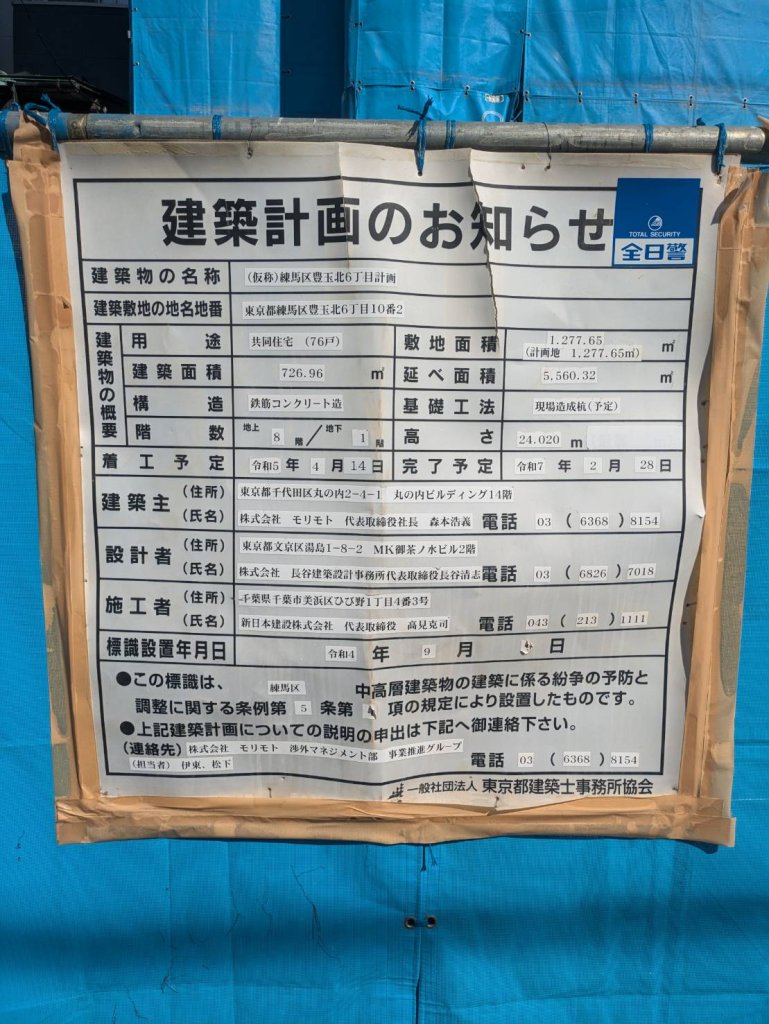 建築計画のお知らせ
TOTAL SECURITY
全日警
建築物の名称 (仮称)練馬区豊玉北6丁目計画
建築敷地の地名地番 東京都練馬区豊玉北6丁目10番2
建築物の概要
用途 共同住宅 (76戸) 敷地面積 1,277.65 ㎡
(計画地 1,277.65㎡)
建築面積 726.96 ㎡ 延べ面積 5,560.32 ㎡
構造 鉄筋コンクリート造 基礎工法 現場造成杭(予定)
階数 地上 8 階/地下 1 階 高さ 24.020 m
着工予定 令和5年4月14日 完了予定 令和7年2月28日
建築主 (住所) 東京都千代田区丸の内2-4-1 丸の内ビルディング14階
(氏名) 株式会社 モリモト 代表取締役社長 森本浩義 電話 03 (6368) 8154
設計者 (住所) 東京都文京区湯島1-8-2 MK御茶ノ水ビル2階
(氏名) 株式会社 長谷建築設計事務所代表取締役長谷清志 電話 03 (6826) 7018
施工者 (住所) 千葉県千葉市美浜区ひび野1丁目4番3号
(氏名) 新日本建設株式会社 代表取締役 高見克司 電話 043 (213) 1111
標識設置年月日 令和4年9月 日
●この標識は、 練馬区 中高層建築物の建築に係る紛争の予防と
調整に関する条例第 5 条第 項の規定により設置したものです。
●上記建築計画についての説明の申出は下記へ御連絡下さい。
(連絡先) 株式会社 モリモト 渉外マネジメント部 事業推進グループ 電話 03 (6368) 8154
(担当者) 伊東、松下
一般社団法人 東京都建築士事務所協会